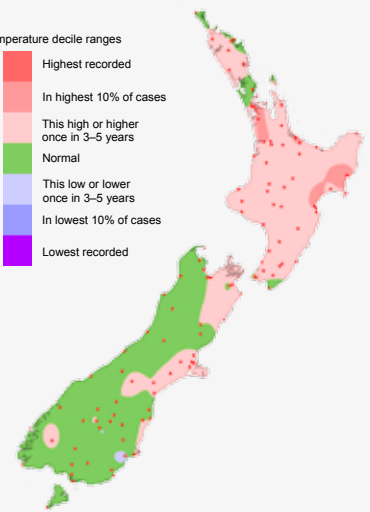 mperature decile ranges
Highest recorded
In highest 10% of cases
This high or higher
once in 3–5 years
Normal
This low or lower
once in 3–5 years
In lowest 10% of cases
Lowest recorded